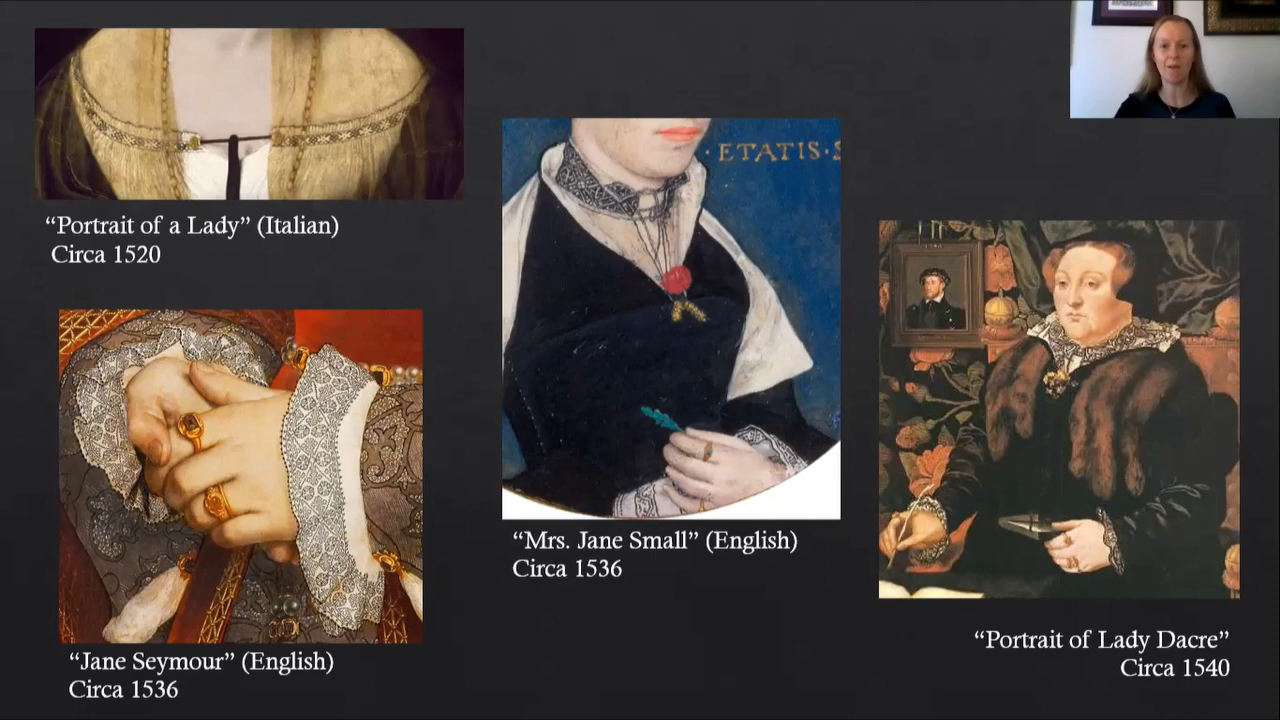 “Portrait of a Lady” (Italian)
Circa 1520
·ETATIS·S
“Mrs. Jane Small” (English)
Circa 1536
“Jane Seymour” (English)
Circa 1536
“Portrait of Lady Dacre”
Circa 1540